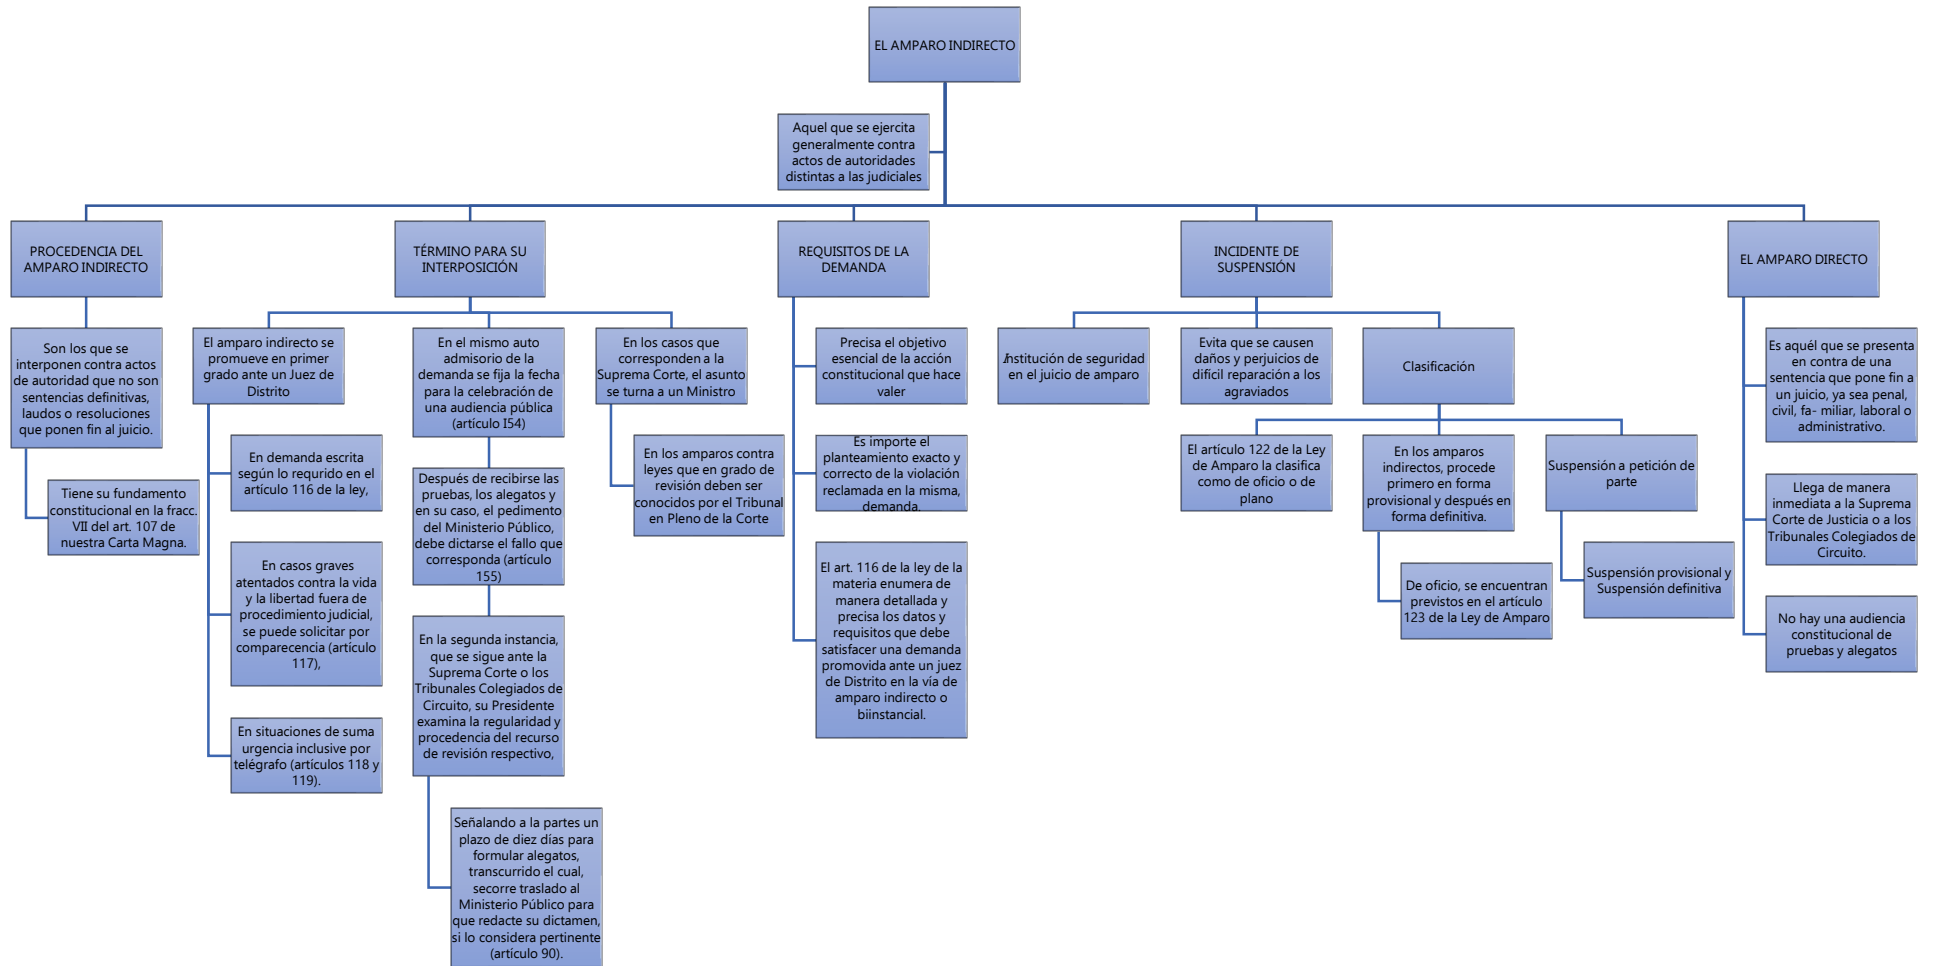 EL AMPARO INDIRECTO
Aquel que se ejercita
generalmente contra
actos de autoridades
distintas a las judiciales
PROCEDENCIA DEL
AMPARO INDIRECTO
Son los que se
interponen contra actos
de autoridad que no son
sentencias definitivas,
laudos o resoluciones
que ponen fin al juicio.
Tiene su fundamento
constitucional en la fracc.
VII del art. 107 de
nuestra Carta Magna.
TÉRMINO PARA SU
INTERPOSICIÓN
El amparo indirecto se
promueve en primer
grado ante un Juez de
Distrito
En demanda escrita
según lo requrido en el
artículo 116 de la ley,
En casos graves
atentados contra la vida
y la libertad fuera de
procedimiento judicial,
se puede solicitar por
comparecencia (artículo
117),
En situaciones de suma
urgencia inclusive por
telégrafo (artículos 118 y
119).
En el mismo auto
admisorio de la
demanda se fija la fecha
para la celebración de
una audiencia pública
(artículo I54)
Después de recibirse las
pruebas, los alegatos y
en su caso, el pedimento
del Ministerio Público,
debe dictarse el fallo que
corresponda (artículo
155)
En la segunda instancia,
que se sigue ante la
Suprema Corte o los
Tribunales Colegiados de
Circuito, su Presidente
examina la regularidad y
procedencia del recurso
de revisión respectivo,
Señalando a la partes un
plazo de diez días para
formular alegatos,
transcurrido el cual,
secorre traslado al
Ministerio Público para
que redacte su dictamen,
si lo considera pertinente
(artículo 90).
En los casos que
corresponden a la
Suprema Corte, el asunto
se turna a un Ministro
En los amparos contra
leyes que en grado de
revisión deben ser
conocidos por el Tribunal
en Pleno de la Corte
REQUISITOS DE LA
DEMANDA
Precisa el objetivo
esencial de la acción
constitucional que hace
valer
Es importe el
planteamiento exacto y
correcto de la violación
reclamada en la misma,
demanda.
El art. 116 de la ley de la
materia enumera de
manera detallada y
precisa los datos y
requisitos que debe
satisfacer una demanda
promovida ante un juez
de Distrito en la vía de
amparo indirecto o
biinstancial.
INCIDENTE DE
SUSPENSIÓN
Institución de seguridad
en el juicio de amparo
Evita que se causen
daños y perjuicios de
difícil reparación a los
agraviados
Clasificación
El artículo 122 de la Ley
de Amparo la clasifica
como de oficio o de
plano
En los amparos
indirectos, procede
primero en forma
provisional y después en
forma definitiva.
De oficio, se encuentran
previstos en el artículo
123 de la Ley de Amparo
Suspensión a petición de
parte
Suspensión provisional y
Suspensión definitiva
EL AMPARO DIRECTO
Es aquél que se presenta
en contra de una
sentencia que pone fin a
un juicio, ya sea penal,
civil, fa- miliar, laboral o
administrativo.
Llega de manera
inmediata a la Suprema
Corte de Justicia o a los
Tribunales Colegiados de
Circuito.
No hay una audiencia
constitucional de
pruebas y alegatos